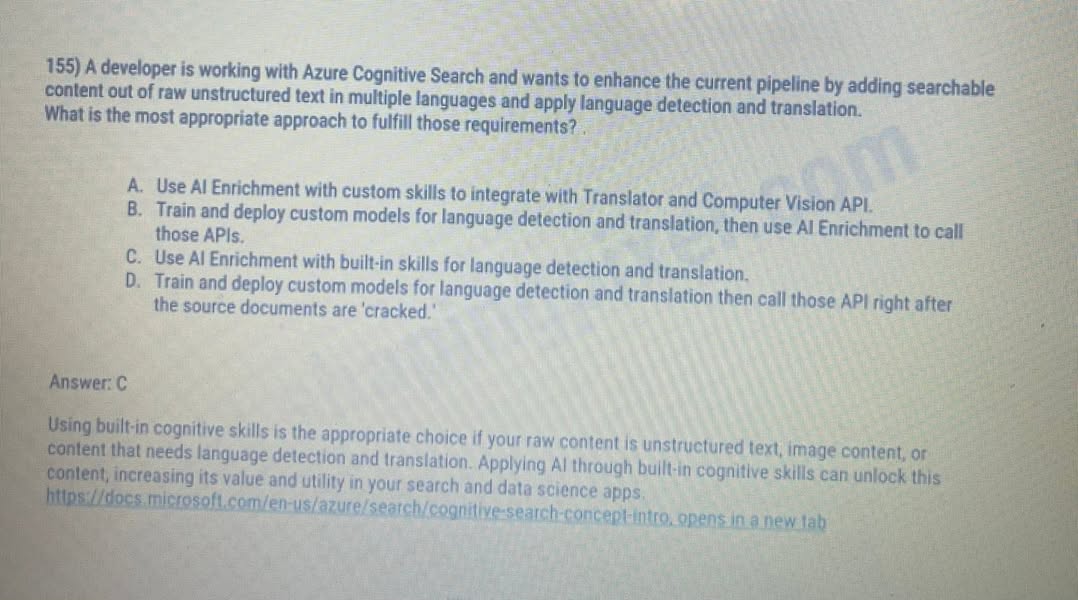 155) A developer is working with Azure Cognitive Search and wants to enhance the current pipeline by adding searchable
content out of raw unstructured text in multiple languages and apply language detection and translation.
What is the most appropriate approach to fulfill those requirements? .
A. Use AI Enrichment with custom skills to integrate with Translator and Computer Vision API.
B. Train and deploy custom models for language detection and translation, then use AI Enrichment to call
those APIs.
C. Use AI Enrichment with built-in skills for language detection and translation.
D. Train and deploy custom models for language detection and translation then call those API right after
the source documents are 'cracked.'
Answer: C
Using built-in cognitive skills is the appropriate choice if your raw content is unstructured text, image content, or
content that needs language detection and translation. Applying AI through built-in cognitive skills can unlock this
content, increasing its value and utility in your search and data science apps.
https://docs.microsoft.com/en-us/azure/search/cognitive-search-concept-intro, opens in a new tab